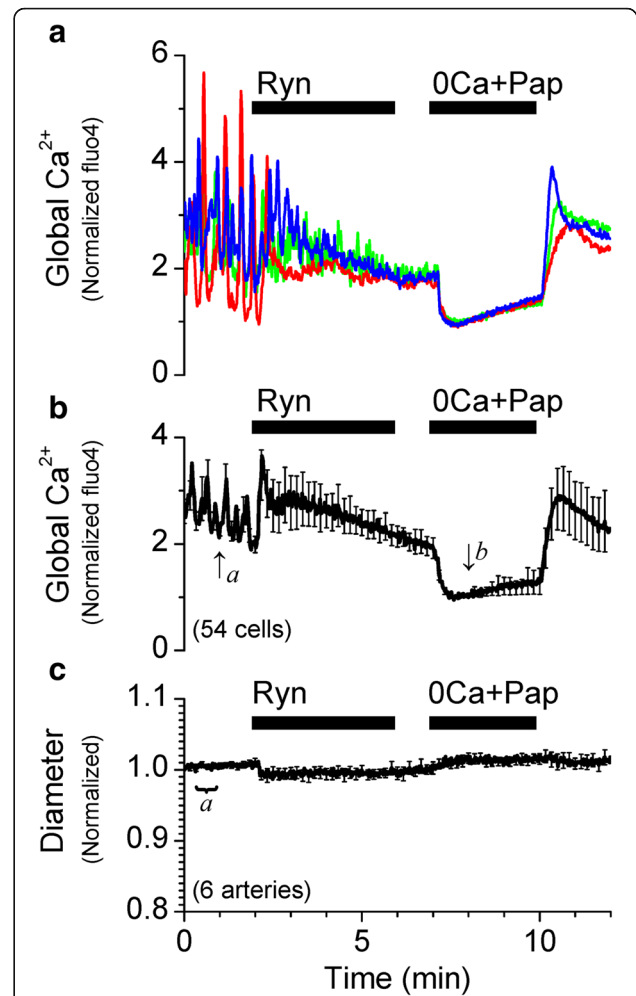 a
Ryn
0Ca+Pap
Global Ca²⁺
(Normalized fluo4)
6
4
2
0
b
Ryn
0Ca+Pap
Global Ca²⁺
(Normalized fluo4)
4
2
0
↑a
↓b
(54 cells)
c
Ryn
0Ca+Pap
Diameter
(Normalized)
1.1
1.0
0.9
0.8
a
(6 arteries)
0
5
10
Time (min)